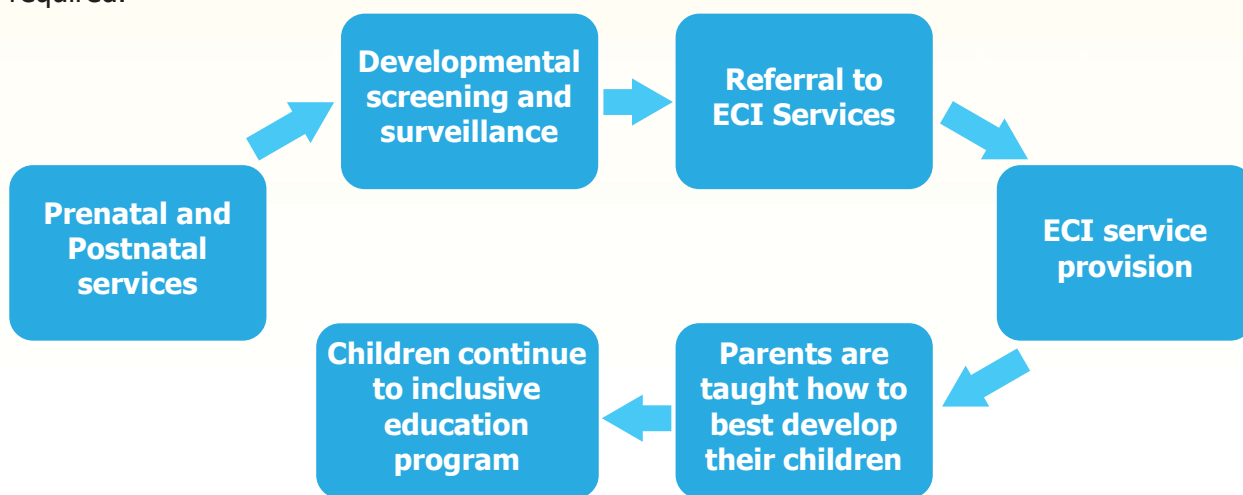 required.
Developmental
screening and
surveillance
Referral to
ECI Services
Prenatal and
Postnatal
services
ECI service
provision
Children continue
to inclusive
education
program
Parents are
taught how to
best develop
their children